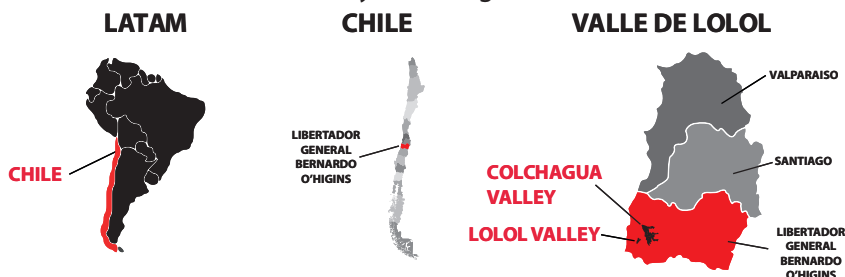 LATAM
CHILE
CHILE
LIBERTADOR
GENERAL
BERNARDO
O'HIGINS
VALLE DE LOLOL
VALPARAISO
SANTIAGO
COLCHAGUA
VALLEY
LOLOL VALLEY
LIBERTADOR
GENERAL
BERNARDO
O'HIGINS